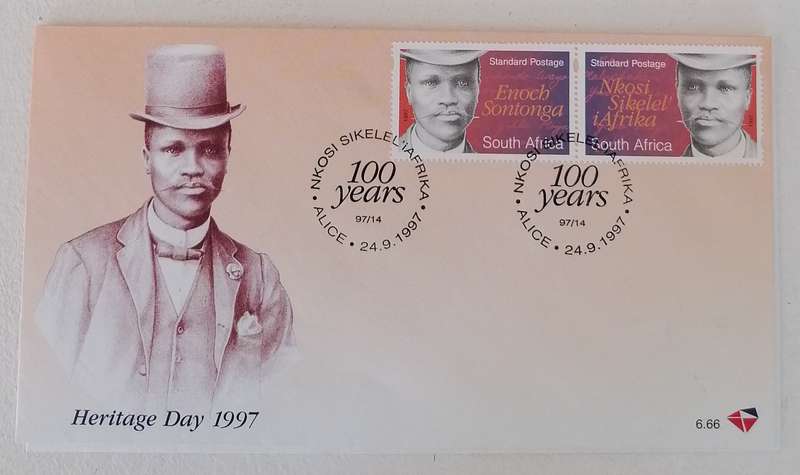 Standard Postage
Enoch
Sontonga
South Africa
1997
Standard Postage
Nkosi
Sikelel'
iAfrika
South Africa
1997
NKOSI SIKELEL'IAFRIKA
100
years
97/14
ALICE • 24.9.1997
NKOSI SIKELEL'IAFRIKA
100
years
97/14
ALICE • 24.9.1997
Heritage Day 1997
6.66